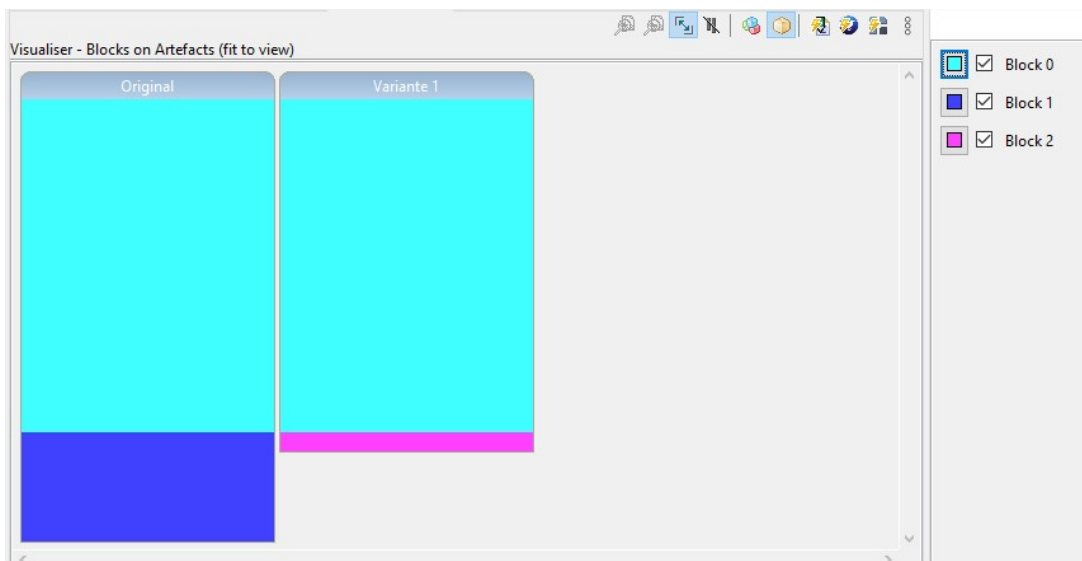 Visualiser - Blocks on Artefacts (fit to view)
Original
Variante 1
Block 0
Block 1
Block 2